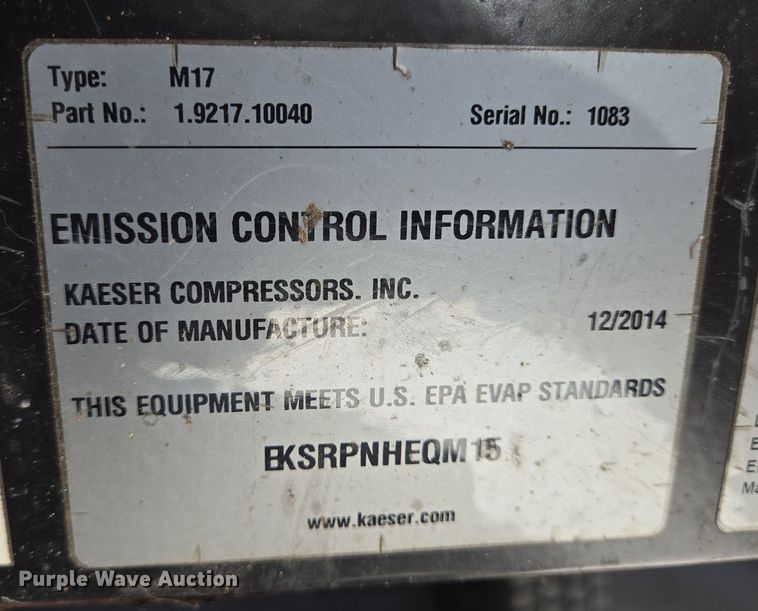 Type: M17
Part No.: 1.9217.10040 Serial No.: 1083
EMISSION CONTROL INFORMATION
KAESER COMPRESSORS. INC.
DATE OF MANUFACTURE: 12/2014
THIS EQUIPMENT MEETS U.S. EPA EVAP STANDARDS
EKSRPNHEQM15
www.kaeser.com
Purple Wave Auction